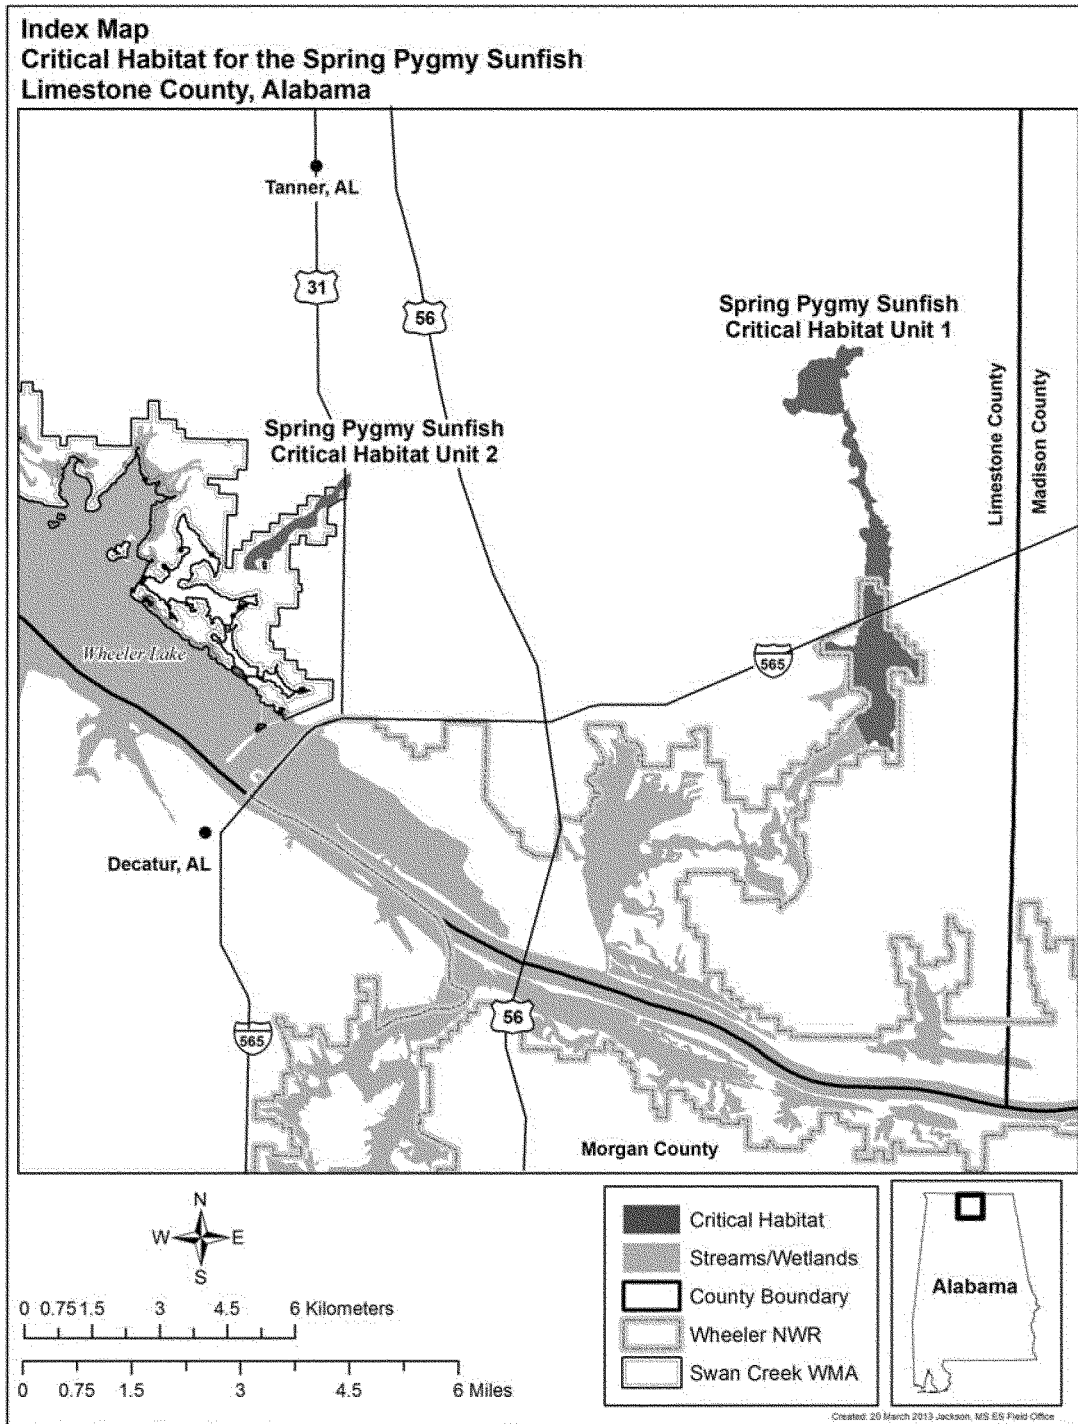 Index Map
Critical Habitat for the Spring Pygmy Sunfish
Limestone County, Alabama
Tanner, AL
31
56
Spring Pygmy Sunfish
Critical Habitat Unit 1
Limestone County
Madison County
Spring Pygmy Sunfish
Critical Habitat Unit 2
Wheeler Lake
565
Decatur, AL
56
565
Morgan County
N
W E
S
0 0.75 1.5 3 4.5 6 Kilometers
0 0.75 1.5 3 4.5 6 Miles
Critical Habitat
Streams/Wetlands
County Boundary
Wheeler NWR
Swan Creek WMA
Alabama
Created: 20 March 2013 Jackson, MS ES Field Office